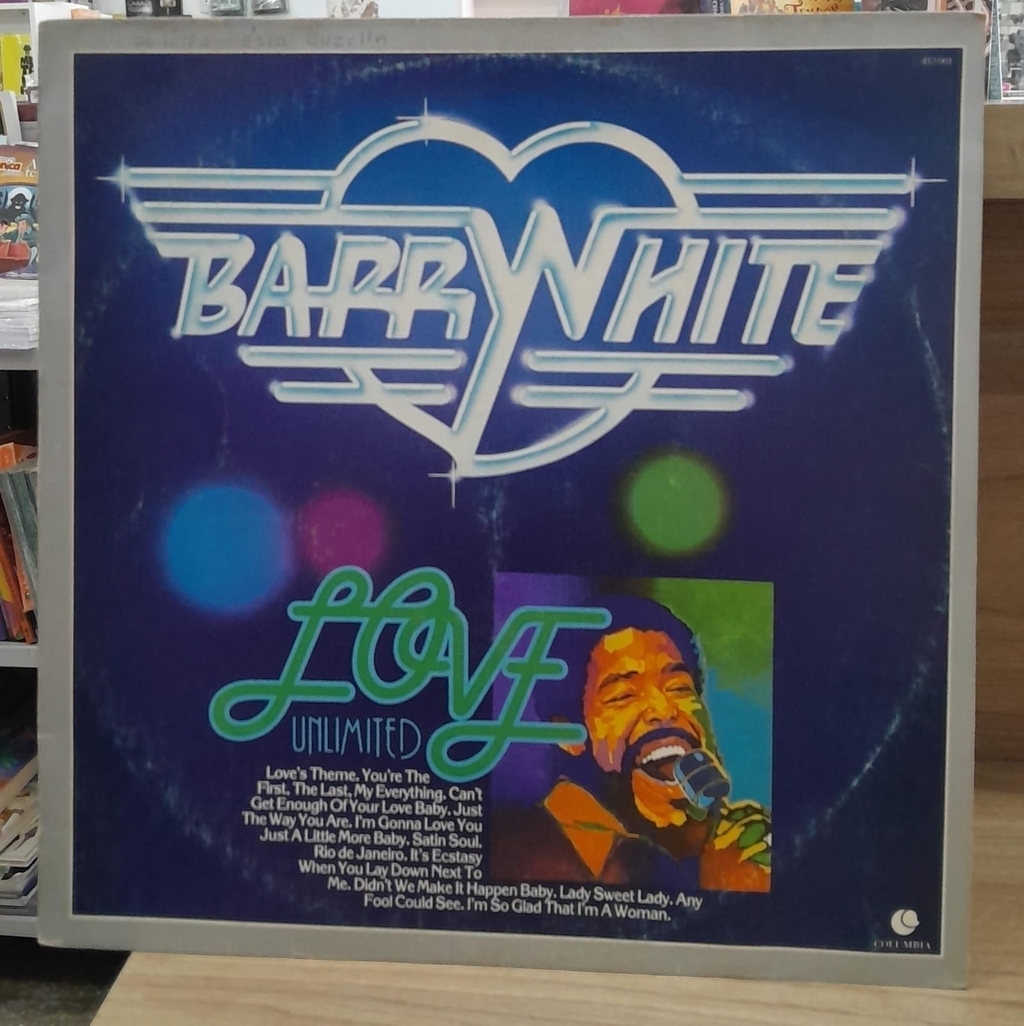 BARRY WHITE
LOVE
UNLIMITED
Love's Theme, You're The
First, The Last, My Everything, Can't
Get Enough Of Your Love Baby, Just
The Way You Are, I'm Gonna Love You
Just A Little More Baby, Satin Soul,
Rio de Janeiro, It's Ecstasy
When You Lay Down Next To
Me, Didn't We Make It Happen Baby, Lady Sweet Lady, Any
Fool Could See, I'm So Glad That I'm A Woman.
COLUMBIA